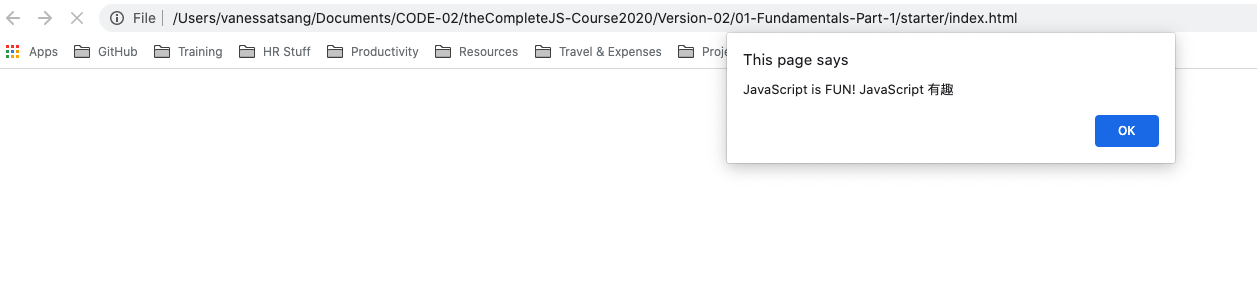 File /Users/vanessatsang/Documents/CODE-02/theCompleteJS-Course2020/Version-02/01-Fundamentals-Part-1/starter/index.html
Apps GitHub Training HR Stuff Productivity Resources Travel & Expenses Proje
This page says
JavaScript is FUN! JavaScript 有趣
OK